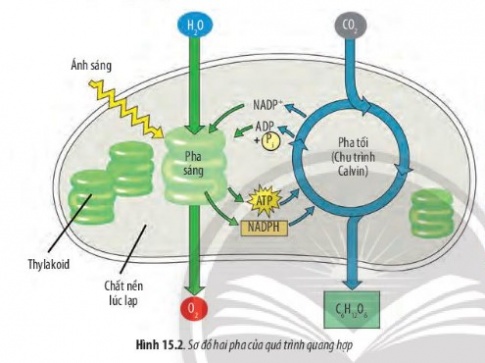 H₂O
CO₂
Ánh sáng
NADP⁺
ADP
+ Pᵢ
Pha
sáng
Pha tối
(Chu trình
Calvin)
ATP
NADPH
Thylakoid
Chất nền
lúc lạp
O₂
C₆H₁₂O₆
Hình 15.2. Sơ đồ hai pha của quá trình quang hợp